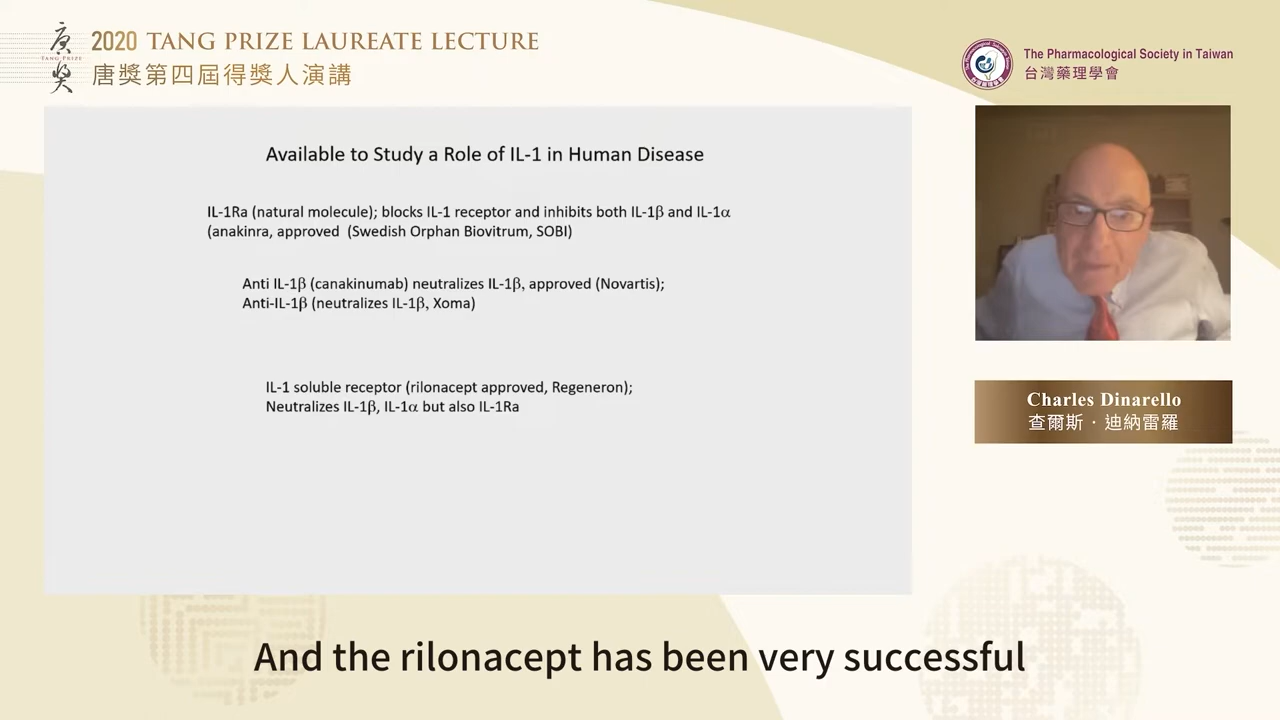 庚獎
TANG PRIZE
2020 TANG PRIZE LAUREATE LECTURE
唐獎第四屆得獎人演講
The Pharmacological Society in Taiwan
台灣藥理學會
Available to Study a Role of IL-1 in Human Disease
IL-1Ra (natural molecule); blocks IL-1 receptor and inhibits both IL-1β and IL-1α
(anakinra, approved (Swedish Orphan Biovitrum, SOBI)
Anti IL-1β (canakinumab) neutralizes IL-1β, approved (Novartis);
Anti-IL-1β (neutralizes IL-1β, Xoma)
IL-1 soluble receptor (rilonacept approved, Regeneron);
Neutralizes IL-1β, IL-1α but also IL-1Ra
Charles Dinarello
查爾斯・迪納雷羅
And the rilonacept has been very successful